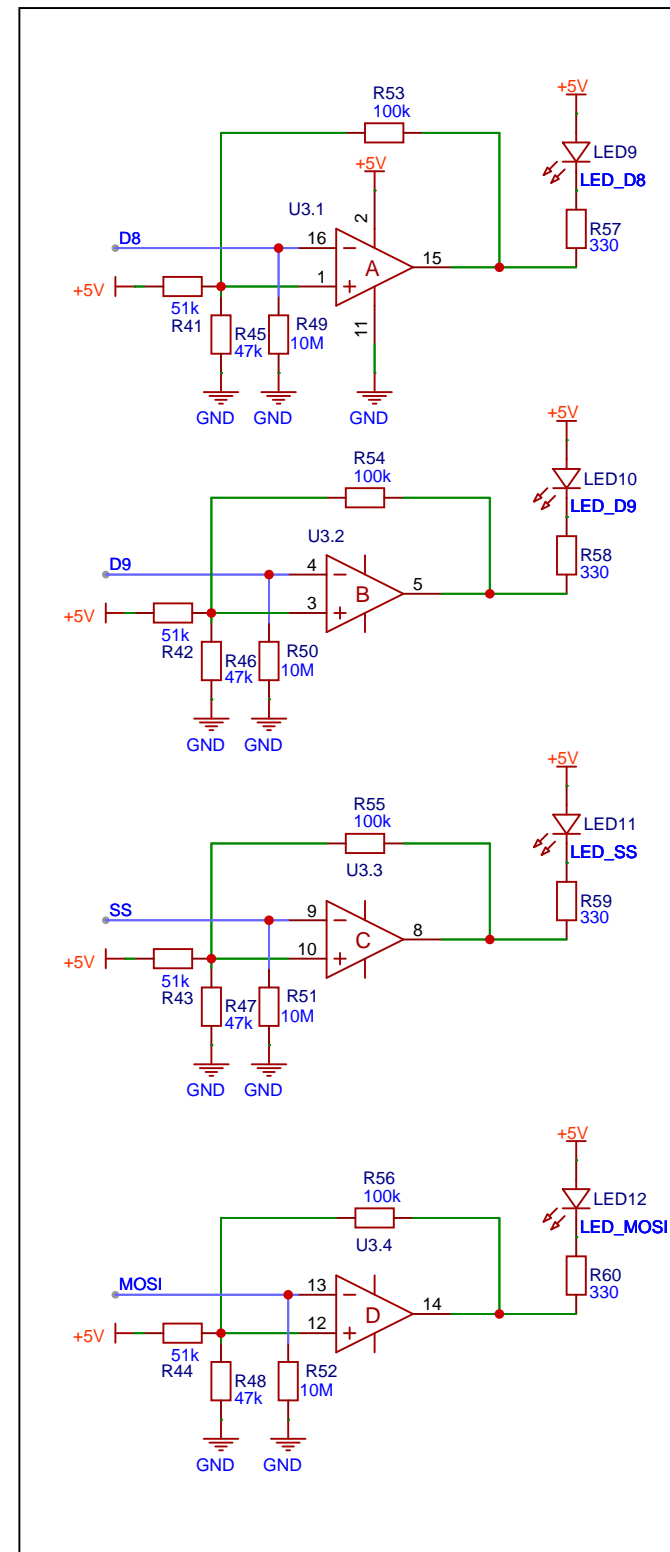 R53
100k
+5V
LED9
LED_D8
+5V
U3.1
2
R57
330
D8
16
A
15
1
+5V
51k
R41
R45
47k
R49
10M
11
GND
GND
GND
+5V
R54
100k
LED10
LED_D9
U3.2
R58
330
D9
4
B
5
3
+5V
51k
R42
R46
47k
R50
10M
GND
GND
+5V
R55
100k
LED11
LED_SS
U3.3
R59
330
SS
9
C
8
10
+5V
51k
R43
R47
47k
R51
10M
GND
GND
+5V
R56
100k
LED12
LED_MOSI
U3.4
R60
330
MOSI
13
D
14
12
+5V
51k
R44
R48
47k
R52
10M
GND
GND